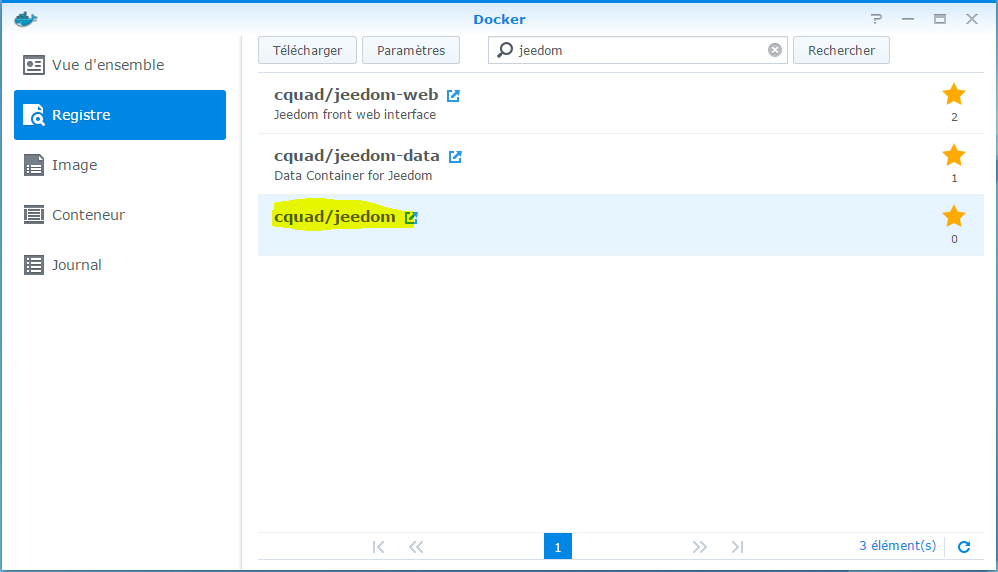 Docker
Télécharger Paramètres jeedom Rechercher
Vue d'ensemble
Registre
Image
Conteneur
Journal
cquad/jeedom-web
Jeedom front web interface
2
cquad/jeedom-data
Data Container for Jeedom
1
cquad/jeedom
0
1
3 élément(s)